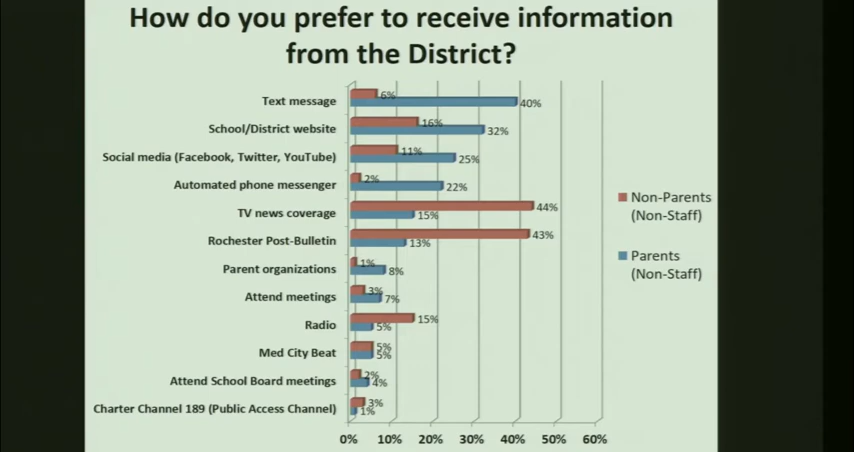 How do you prefer to receive information
from the District?
Text message
6%
40%
School/District website
16%
32%
Social media (Facebook, Twitter, YouTube)
11%
25%
Automated phone messenger
2%
22%
TV news coverage
44%
15%
Rochester Post-Bulletin
43%
13%
Parent organizations
1%
8%
Attend meetings
3%
7%
Radio
15%
5%
Med City Beat
5%
5%
Attend School Board meetings
2%
4%
Charter Channel 189 (Public Access Channel)
3%
1%
0% 10% 20% 30% 40% 50% 60%
Non-Parents
(Non-Staff)
Parents
(Non-Staff)